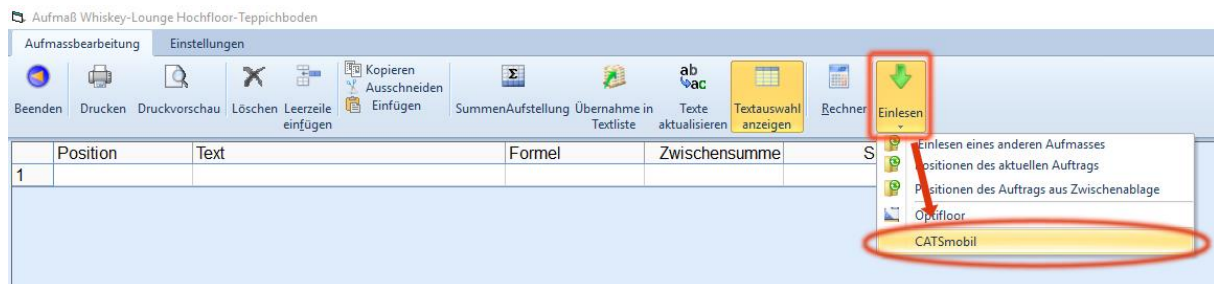 Aufmaß Whiskey-Lounge Hochfloor-Teppichboden
Aufmassbearbeitung Einstellungen
Beenden
Drucken
Druckvorschau
Löschen
Leerzeile
einfügen
Kopieren
Ausschneiden
Einfügen
Σ
SummenAufstellung
Übernahme in
Textliste
ab
ac
Texte
aktualisieren
Textauswahl
anzeigen
Rechner
Einlesen
Einlesen eines anderen Aufmasses
Positionen des aktuellen Auftrags
Positionen des Auftrags aus Zwischenablage
Optifloor
CATSmobil
Position Text Formel Zwischensumme S
1